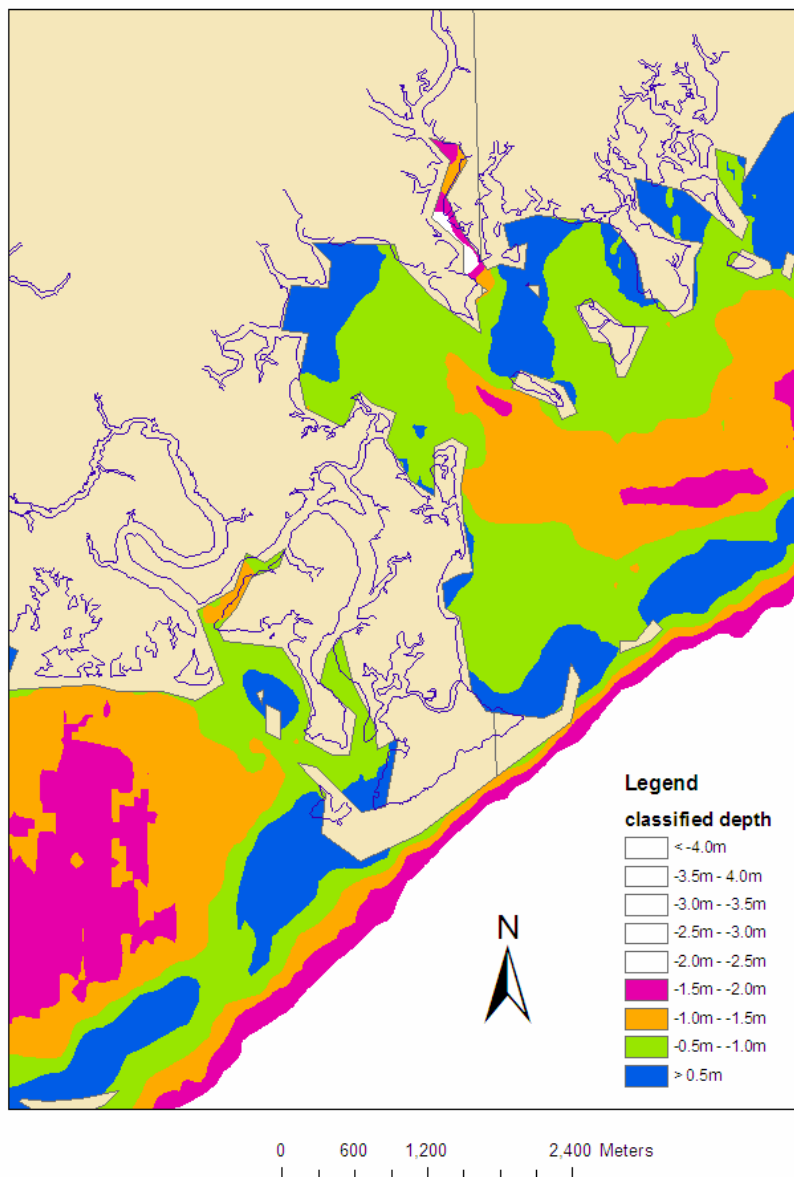 Legend
classified depth
< -4.0m
-3.5m - 4.0m
-3.0m - -3.5m
-2.5m - -3.0m
-2.0m - -2.5m
-1.5m - -2.0m
-1.0m - -1.5m
-0.5m - -1.0m
> 0.5m
N
0 600 1,200 2,400 Meters